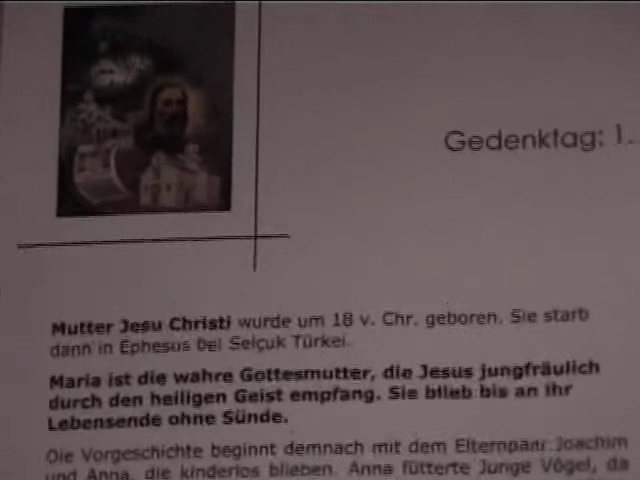 Gedenktag: 1.
Mutter Jesu Christi wurde um 18 v. Chr. geboren. Sie starb
dann in Ephesus bei Selçuk Türkei.
Maria ist die wahre Gottesmutter, die Jesus jungfräulich
durch den heiligen Geist empfang. Sie blieb bis an ihr
Lebensende ohne Sünde.
Die Vorgeschichte beginnt demnach mit dem Elternpaar Joachim
und Anna, die kinderlos blieben. Anna fütterte Junge Vögel, da